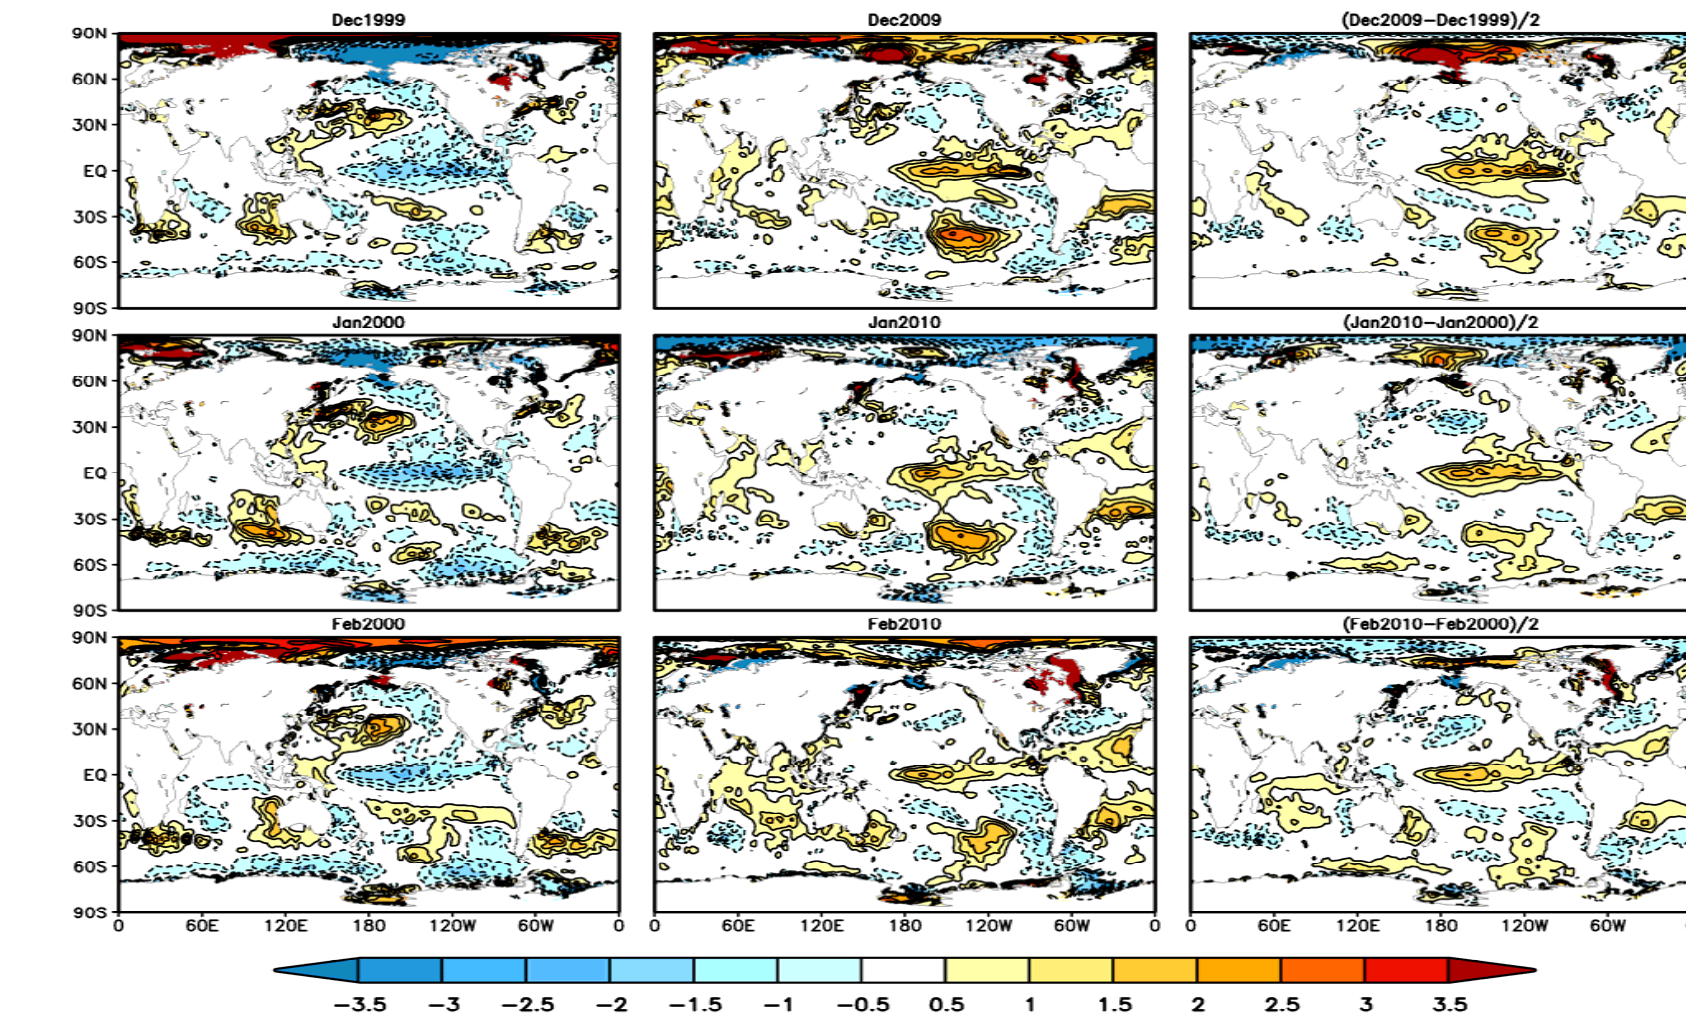 Dec1999 Dec2009 (Dec2009−Dec1999)/2
90N
60N
30N
EQ
30S
60S
90S
Jan2000 Jan2010 (Jan2010−Jan2000)/2
90N
60N
30N
EQ
30S
60S
90S
Feb2000 Feb2010 (Feb2010−Feb2000)/2
90N
60N
30N
EQ
30S
60S
90S
0 60E 120E 180 120W 60W 0 0 60E 120E 180 120W 60W 0 0 60E 120E 180 120W 60W
−3.5 −3 −2.5 −2 −1.5 −1 −0.5 0.5 1 1.5 2 2.5 3 3.5